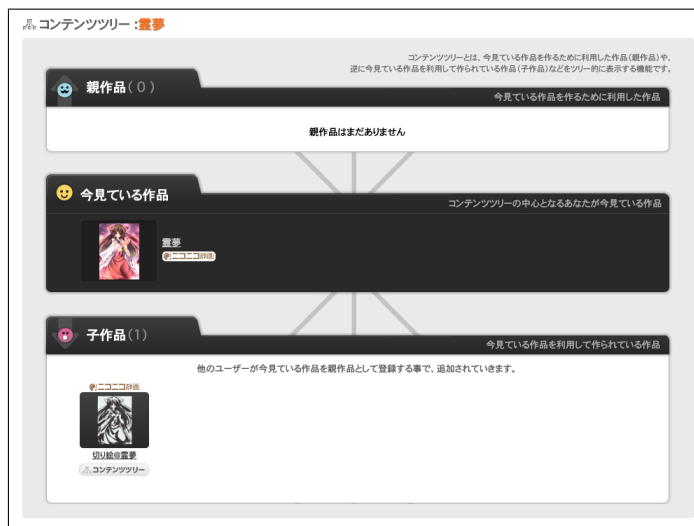 コンテンツツリー :霊夢
コンテンツツリーとは、今見ている作品を作るために利用した作品(親作品)や、
逆に今見ている作品を利用して作られている作品(子作品)などをツリー的に表示する機能です。
親作品(0)
今見ている作品を作るために利用した作品
親作品はまだありません
今見ている作品
コンテンツツリーの中心となるあなたが今見ている作品
霊夢
ニコニコ静画
子作品(1)
今見ている作品を利用して作られている作品
他のユーザーが今見ている作品を親作品として登録する事で、追加されていきます。
ニコニコ静画
切り絵@霊夢
コンテンツツリー